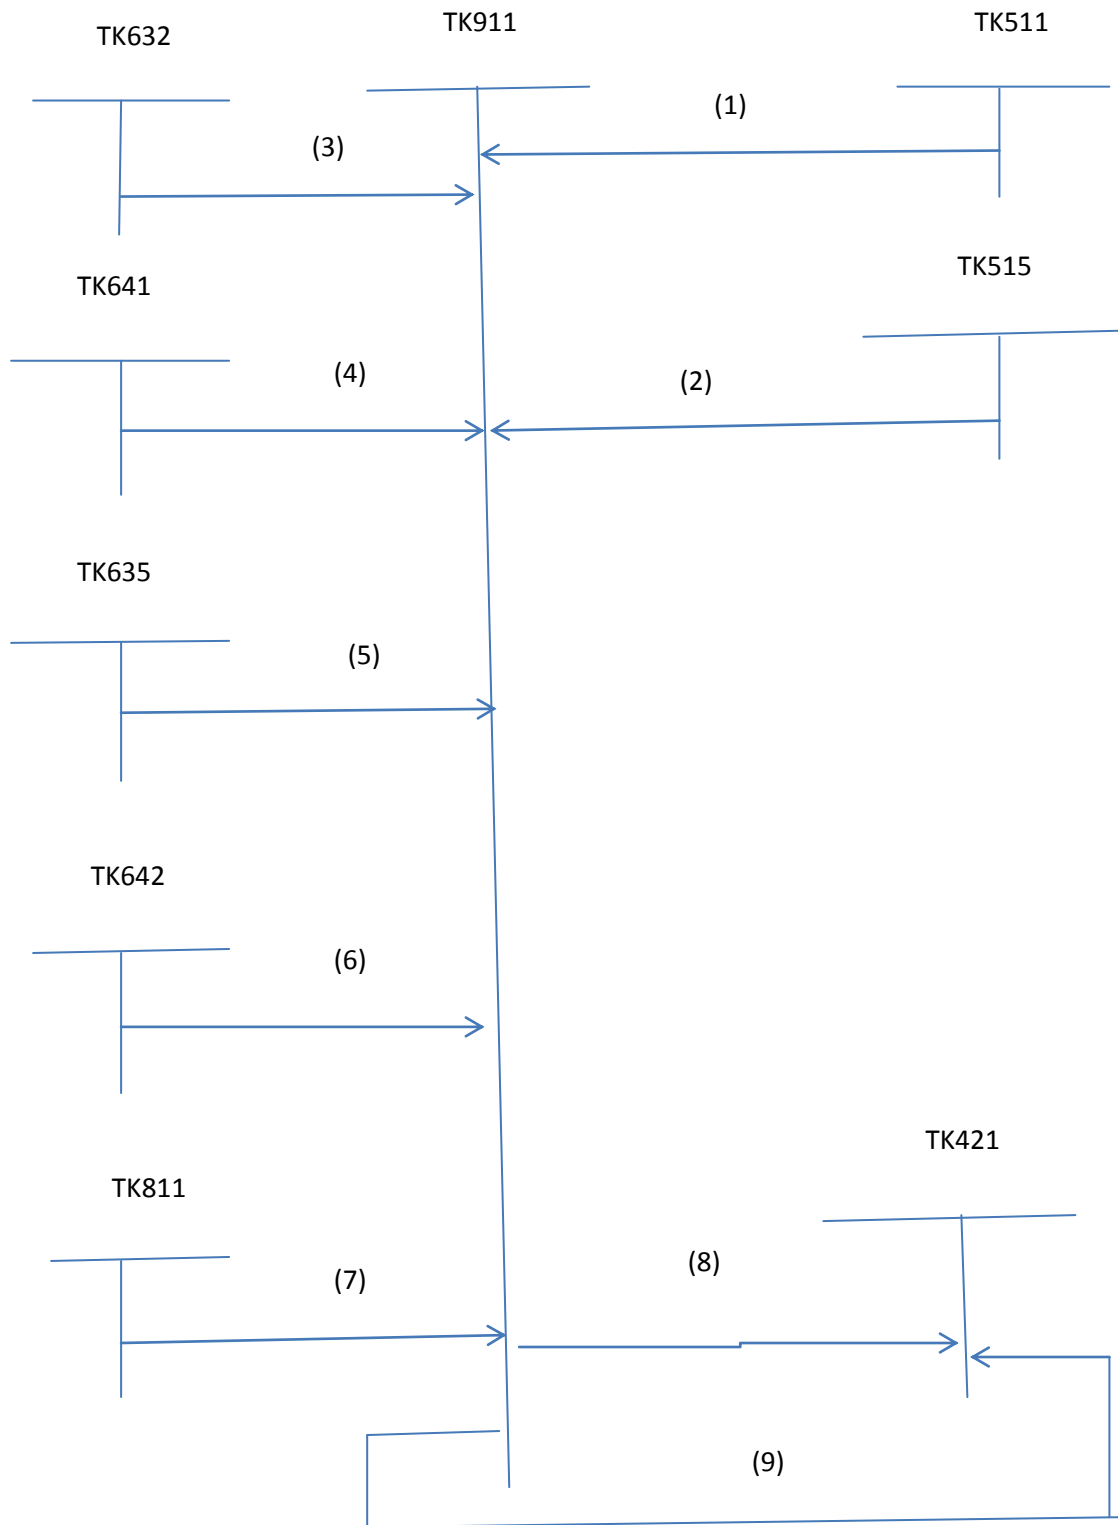 TK632
TK911
TK511
(1)
(3)
TK641
TK515
(4)
(2)
TK635
(5)
TK642
(6)
TK421
TK811
(8)
(7)
(9)